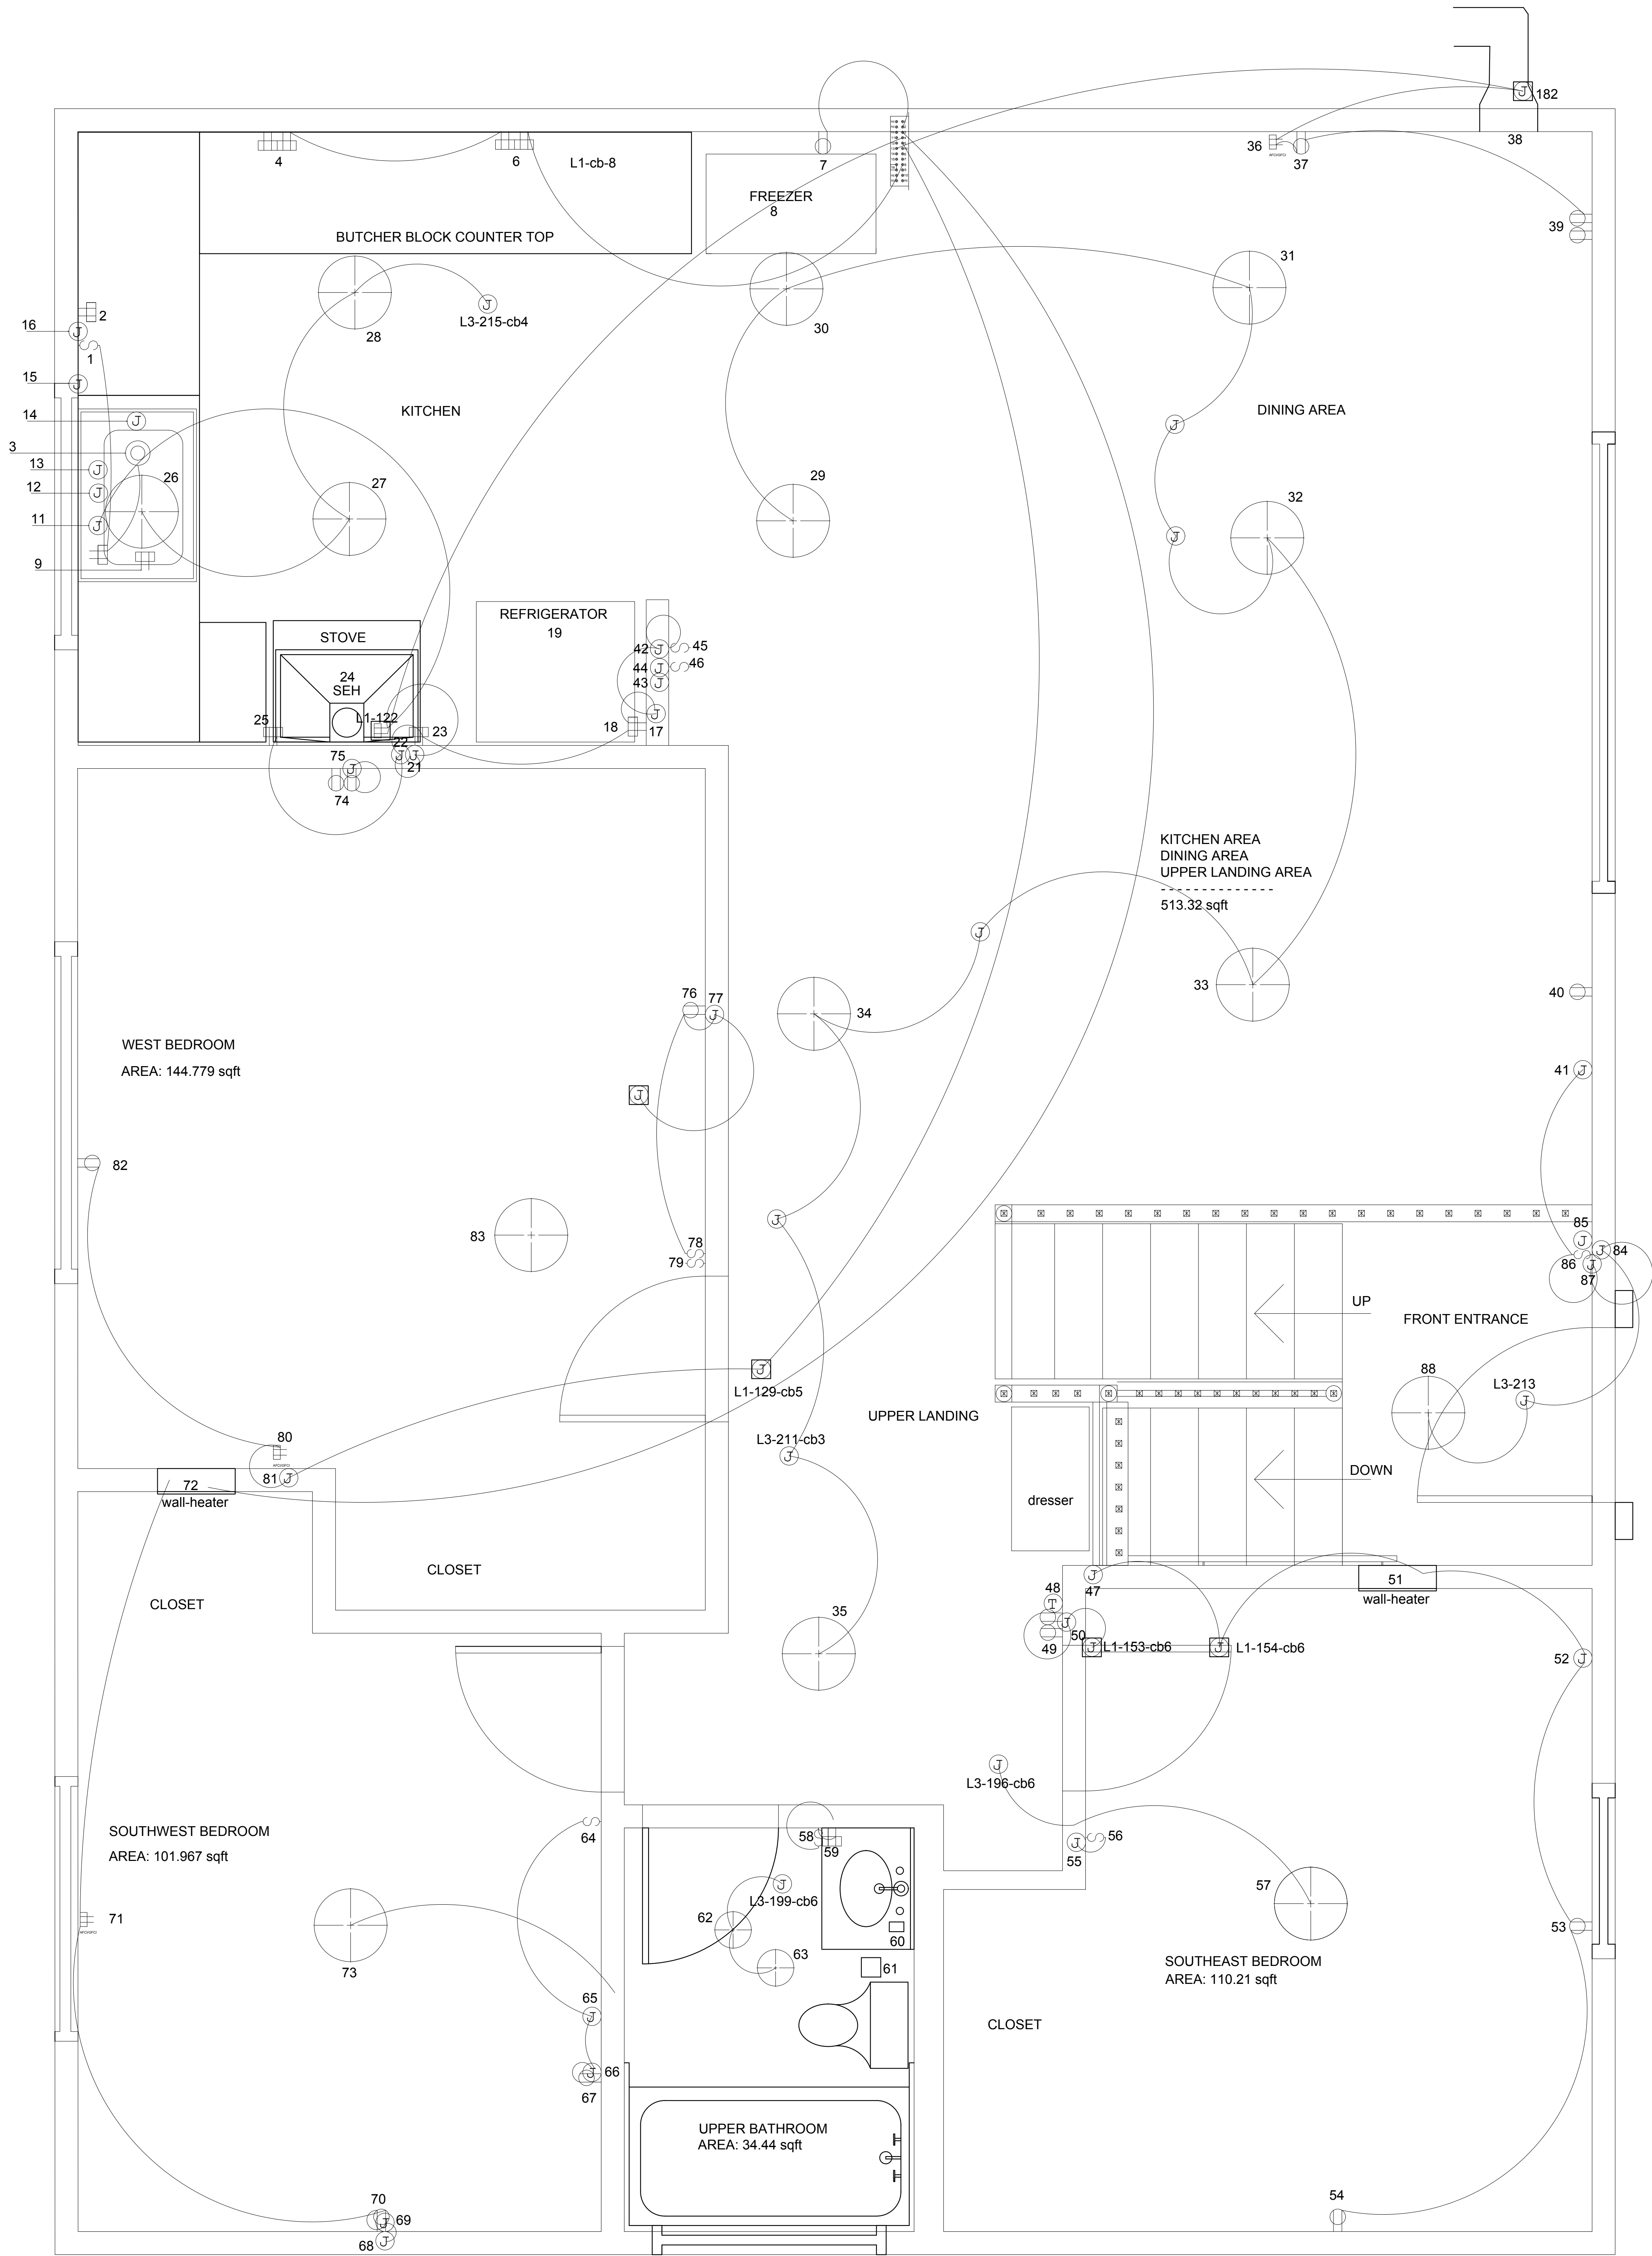 182
36
AFCI/GFCI
37
38
4
6
L1-cb-8
7
FREEZER
8
39
BUTCHER BLOCK COUNTER TOP
31
2
16
1
28
J
L3-215-cb4
30
15
J
14
J
KITCHEN
DINING AREA
3
13
J
12
J
11
J
26
27
29
32
J
J
9
REFRIGERATOR
19
STOVE
24
SEH
L1-122
25
23
42
J
45
44
J
46
43
J
18
J
17
22
J
J
21
75
J
74
KITCHEN AREA
DINING AREA
UPPER LANDING AREA
- - - - - - - - - - - - - -
513.32 sqft
J
33
34
40
76
77
J
WEST BEDROOM
AREA: 144.779 sqft
J
41
J
82
83
78
79
J
85
J
84
J
86
J
87
UP
FRONT ENTRANCE
88
L3-213
J
J
L1-129-cb5
UPPER LANDING
L3-211-cb3
J
80
AFCI/GFCI
81
J
72
wall-heater
DOWN
dresser
CLOSET
CLOSET
47
J
48
T
J
50
49
J
L1-153-cb6
J
L1-154-cb6
51
wall-heater
52
J
35
J
L3-196-cb6
SOUTHWEST BEDROOM
AREA: 101.967 sqft
64
58
59
55
J
56
J
L3-199-cb6
62
63
60
61
57
53
71
AFCI/GFCI
73
SOUTHEAST BEDROOM
AREA: 110.21 sqft
CLOSET
65
J
66
J
67
UPPER BATHROOM
AREA: 34.44 sqft
70
69
J
68
J
54